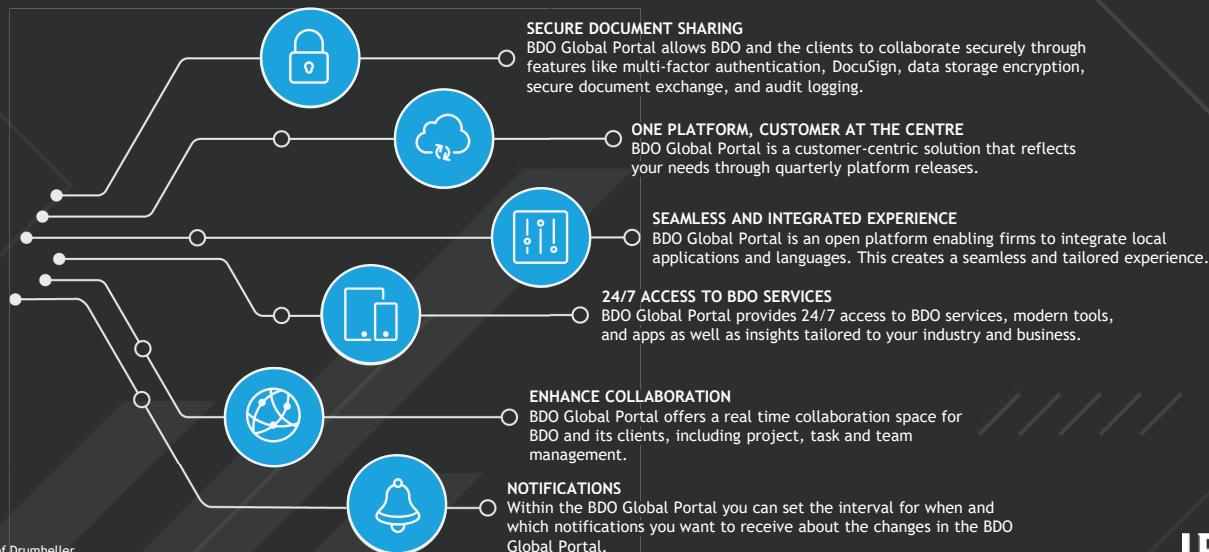 SECURE DOCUMENT SHARING
BDO Global Portal allows BDO and the clients to collaborate securely through
features like multi-factor authentication, DocuSign, data storage encryption,
secure document exchange, and audit logging.
ONE PLATFORM, CUSTOMER AT THE CENTRE
BDO Global Portal is a customer-centric solution that reflects
your needs through quarterly platform releases.
SEAMLESS AND INTEGRATED EXPERIENCE
BDO Global Portal is an open platform enabling firms to integrate local
applications and languages. This creates a seamless and tailored experience.
24/7 ACCESS TO BDO SERVICES
BDO Global Portal provides 24/7 access to BDO services, modern tools,
and apps as well as insights tailored to your industry and business.
ENHANCE COLLABORATION
BDO Global Portal offers a real time collaboration space for
BDO and its clients, including project, task and team
management.
NOTIFICATIONS
Within the BDO Global Portal you can set the interval for when and
which notifications you want to receive about the changes in the BDO
Global Portal.
of Drumheller